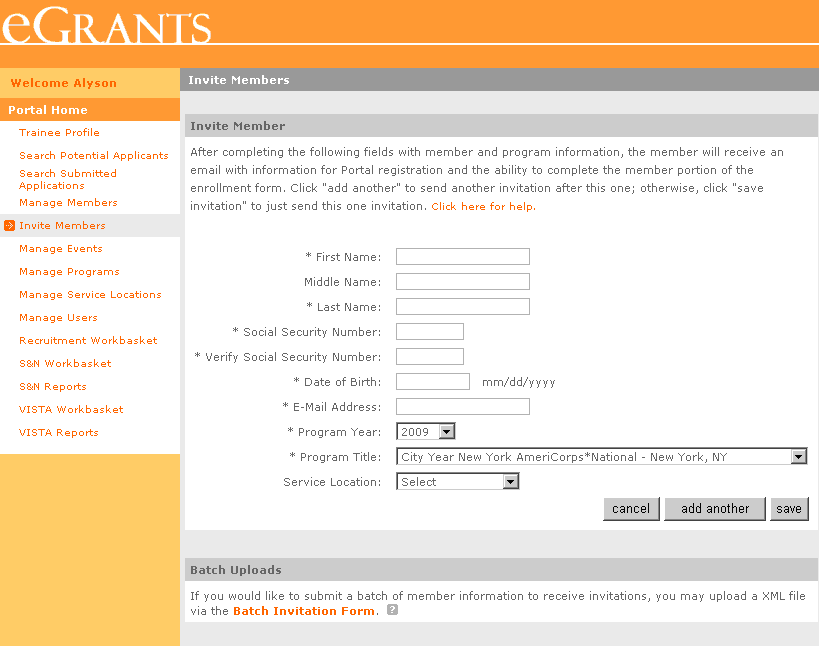 eGRANTS
Welcome Alyson
Portal Home
Trainee Profile
Search Potential Applicants
Search Submitted
Applications
Manage Members
Invite Members
Manage Events
Manage Programs
Manage Service Locations
Manage Users
Recruitment Workbasket
S&N Workbasket
S&N Reports
VISTA Workbasket
VISTA Reports
Invite Members
Invite Member
After completing the following fields with member and program information, the member will receive an
email with information for Portal registration and the ability to complete the member portion of the
enrollment form. Click "add another" to send another invitation after this one; otherwise, click "save
invitation" to just send this one invitation. Click here for help.
* First Name:
Middle Name:
* Last Name:
* Social Security Number:
* Verify Social Security Number:
* Date of Birth: mm/dd/yyyy
* E-Mail Address:
* Program Year: 2009
* Program Title: City Year New York AmeriCorps*National - New York, NY
Service Location: Select
cancel add another save
Batch Uploads
If you would like to submit a batch of member information to receive invitations, you may upload a XML file
via the Batch Invitation Form. ?